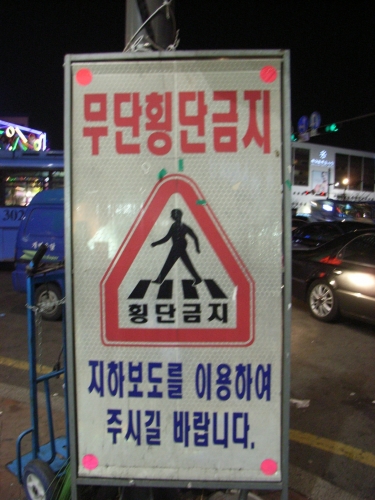 무단횡단금지
횡단금지
지하보도를 이용하여
주시길 바랍니다.
302